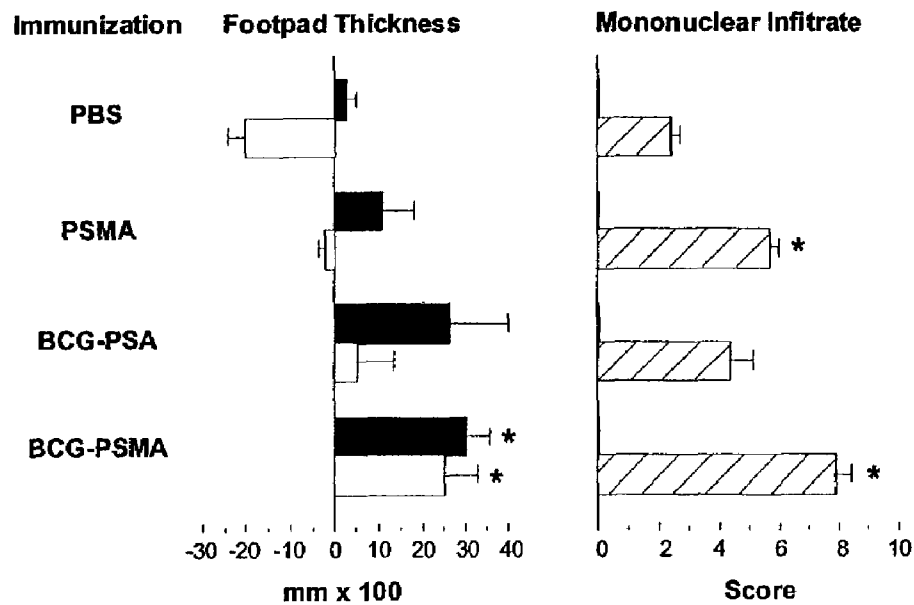 Immunization Footpad Thickness Mononuclear Infitrate
PBS
PSMA
*
BCG-PSA
BCG-PSMA
*
*
*
-30 -20 -10 0 10 20 30 40 0 2 4 6 8 10
mm x 100 Score